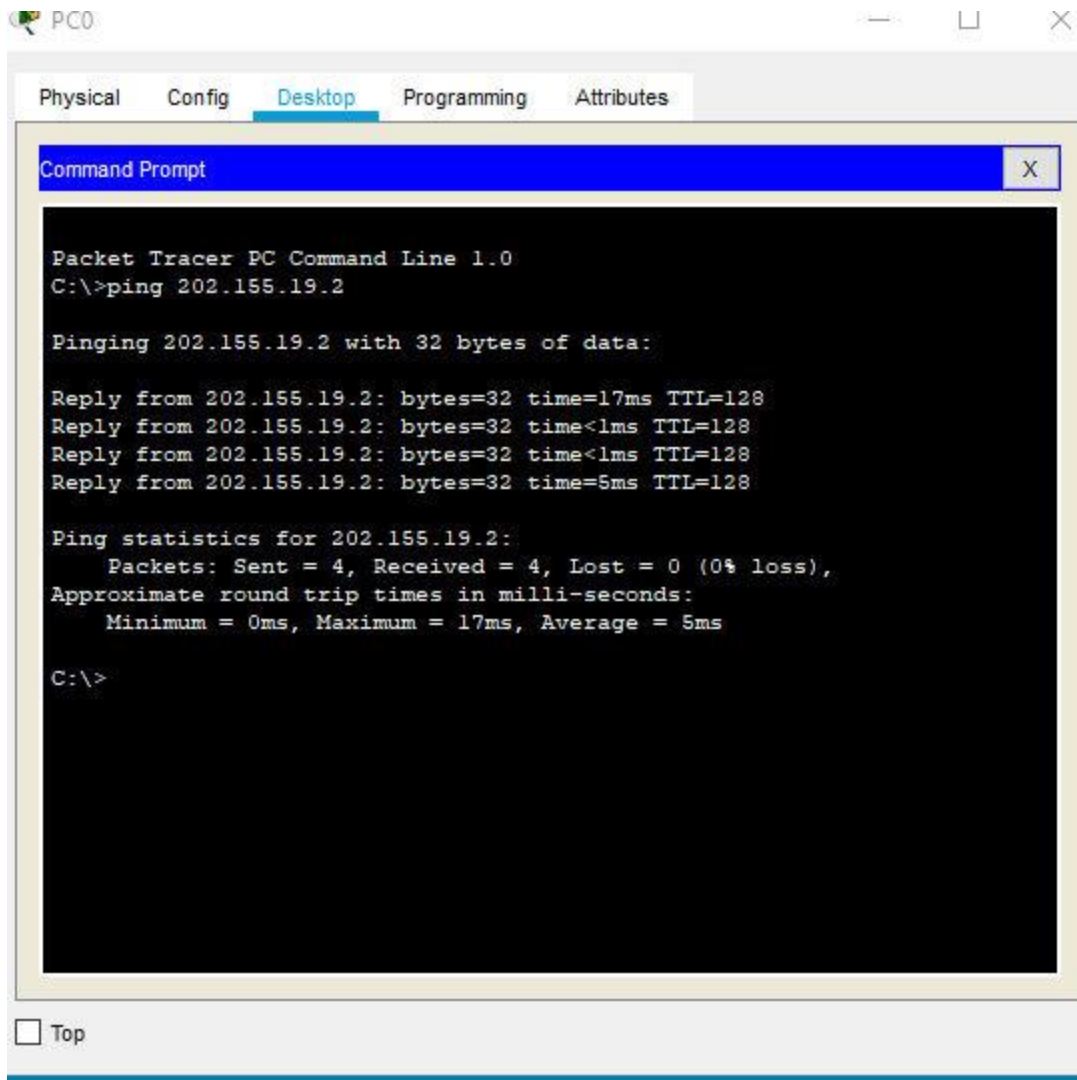 PC0
Physical Config Desktop Programming Attributes
Command Prompt X
Packet Tracer PC Command Line 1.0
C:\>ping 202.155.19.2
Pinging 202.155.19.2 with 32 bytes of data:
Reply from 202.155.19.2: bytes=32 time=17ms TTL=128
Reply from 202.155.19.2: bytes=32 time<1ms TTL=128
Reply from 202.155.19.2: bytes=32 time<1ms TTL=128
Reply from 202.155.19.2: bytes=32 time=5ms TTL=128
Ping statistics for 202.155.19.2:
Packets: Sent = 4, Received = 4, Lost = 0 (0% loss),
Approximate round trip times in milli-seconds:
Minimum = 0ms, Maximum = 17ms, Average = 5ms
C:\>
Top